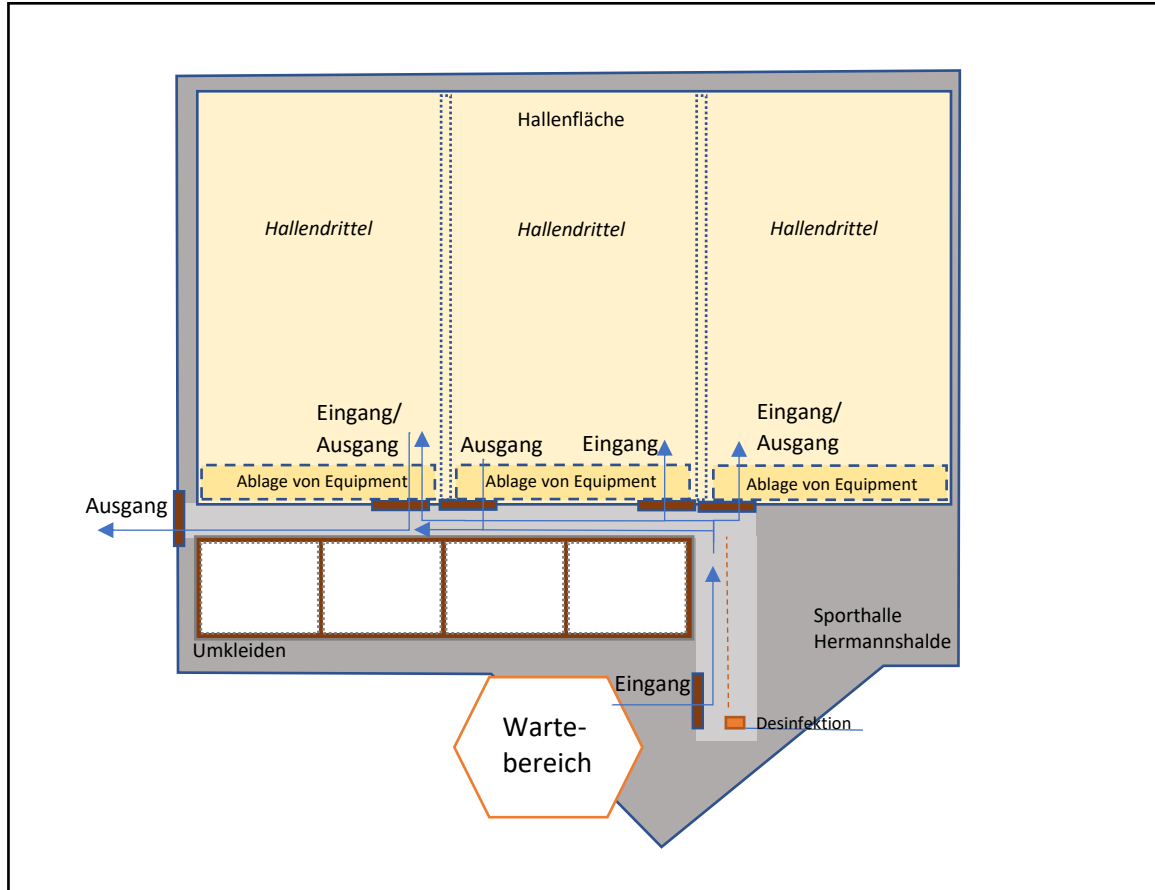 Hallenfläche
Hallendrittel
Hallendrittel
Hallendrittel
Eingang/
Ausgang
Ausgang
Eingang
Eingang/
Ausgang
Ablage von Equipment
Ablage von Equipment
Ablage von Equipment
Ausgang
Umkleiden
Sporthalle
Hermannshalde
Eingang
Warte-
bereich
Desinfektion